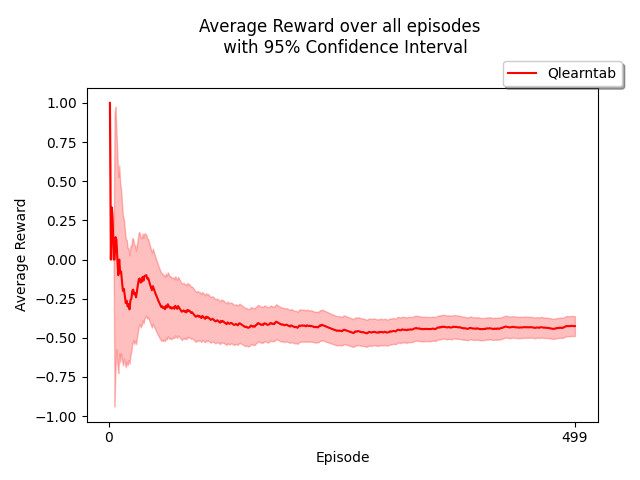 Average Reward over all episodes
with 95% Confidence Interval
Qlearntab
1.00
0.75
0.50
0.25
0.00
−0.25
−0.50
−0.75
−1.00
Average Reward
0
499
Episode